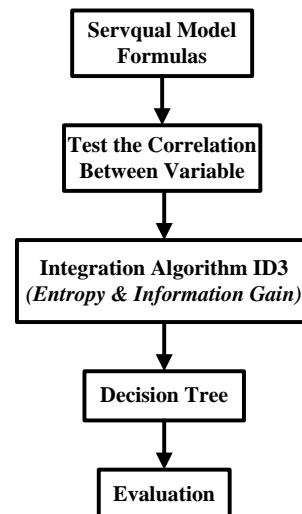 Servqual Model
Formulas
Test the Correlation
Between Variable
Integration Algorithm ID3
(Entropy & Information Gain)
Decision Tree
Evaluation